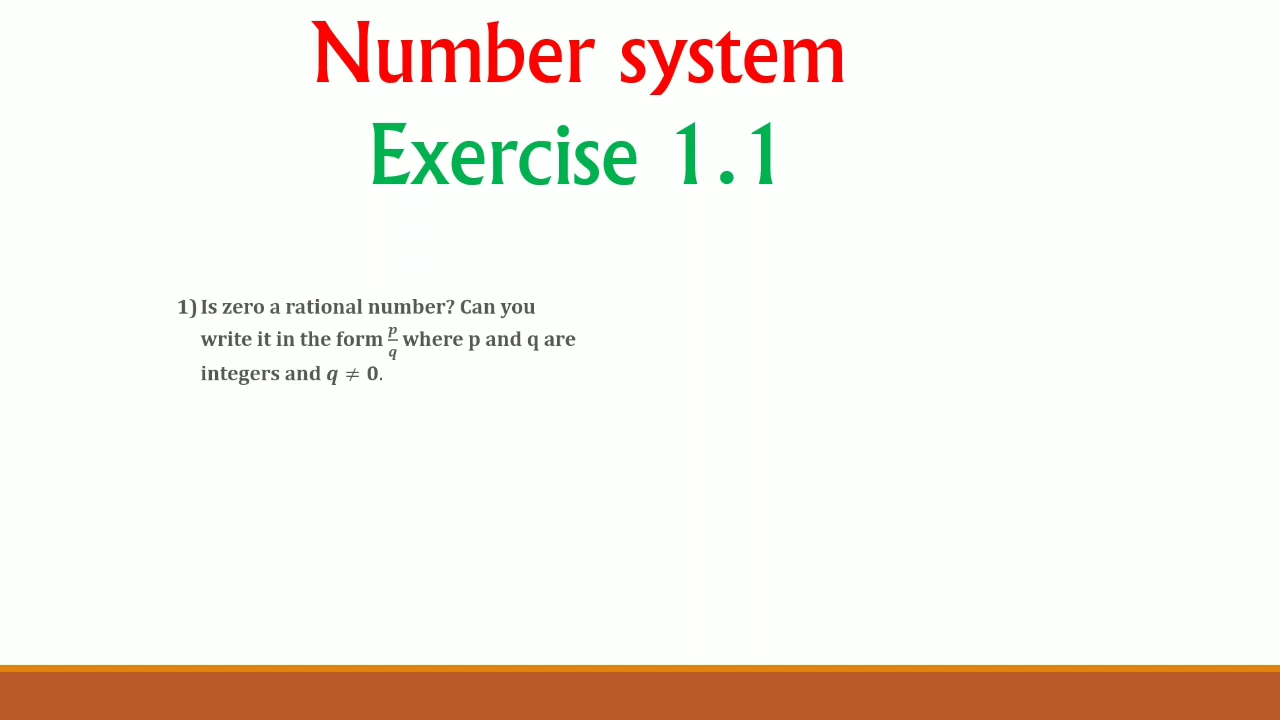 Number system
Exercise 1.1
1) Is zero a rational number? Can you
write it in the form p/q where p and q are
integers and q ≠ 0.